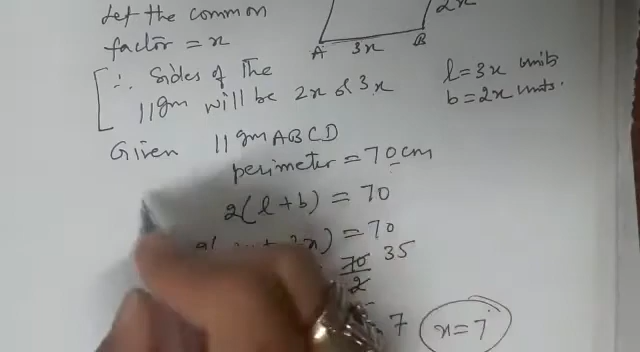 Let the common
factor = x
2x
A 3x B
∴ Sides of the
||gm will be 2x & 3x
l = 3x units
b = 2x units.
Given ||gm ABCD
perimeter = 70cm
2(l + b) = 70
x) = 70
70/2 35
7 x = 7